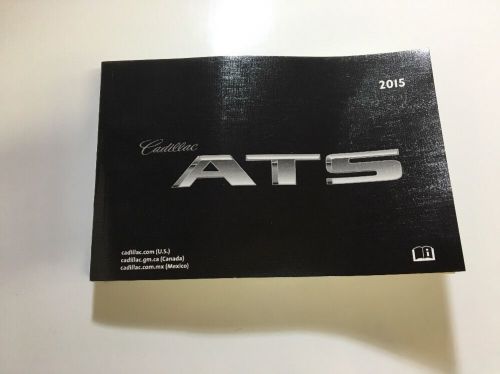 2015
Cadillac
ATS
cadillac.com (U.S.)
cadillac.gm.ca (Canada)
cadillac.com.mx (Mexico)
i